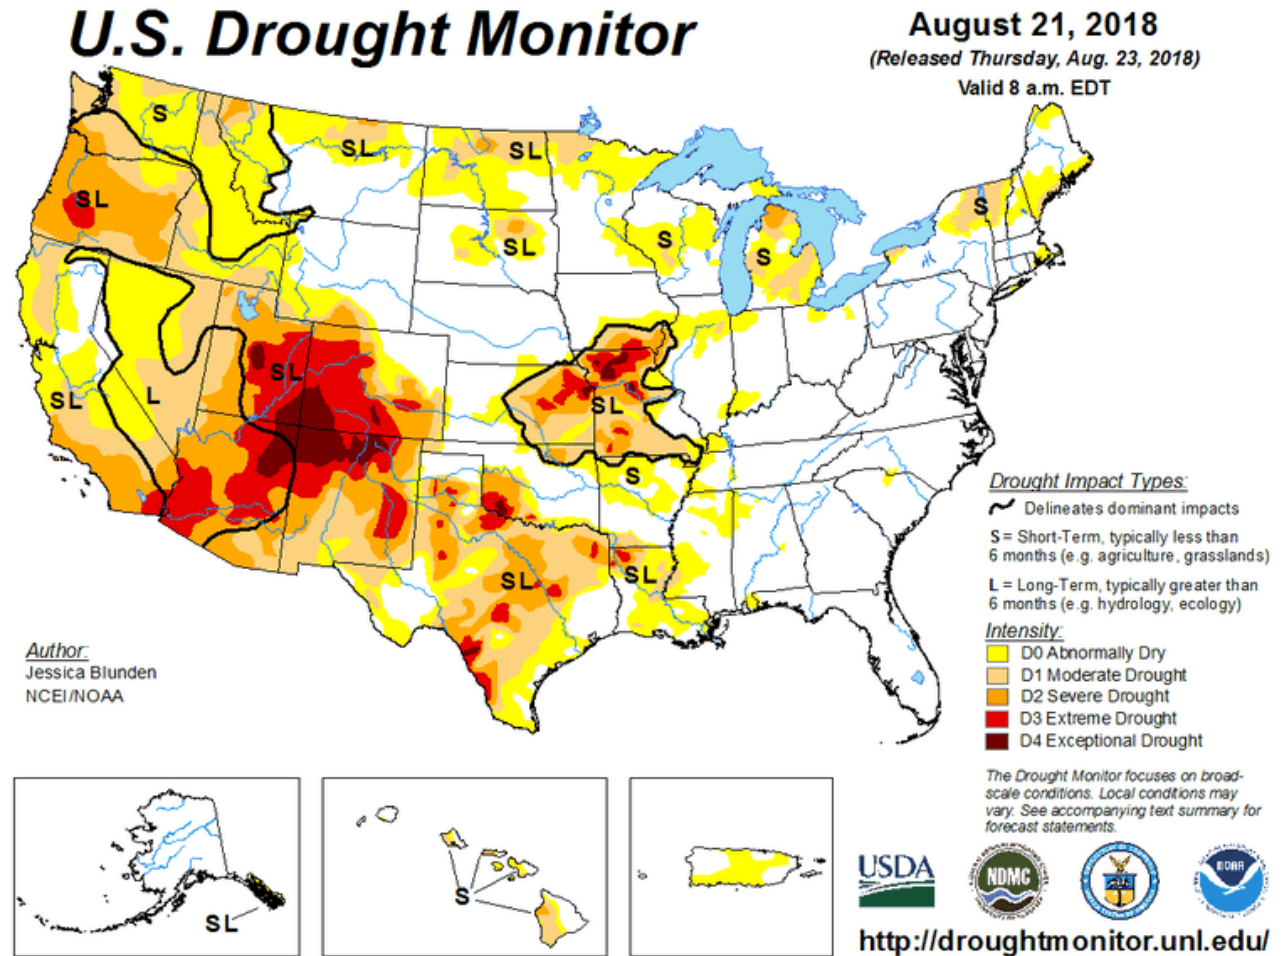 U.S. Drought Monitor
August 21, 2018
(Released Thursday, Aug. 23, 2018)
Valid 8 a.m. EDT
S
SL
SL
SL
S
SL
S
S
SL
SL
L
SL
SL
S
SL
SL
Drought Impact Types:
Delineates dominant impacts
S = Short-Term, typically less than
6 months (e.g. agriculture, grasslands)
L = Long-Term, typically greater than
6 months (e.g. hydrology, ecology)
Intensity:
D0 Abnormally Dry
D1 Moderate Drought
D2 Severe Drought
D3 Extreme Drought
D4 Exceptional Drought
Author:
Jessica Blunden
NCEI/NOAA
The Drought Monitor focuses on broad-
scale conditions. Local conditions may
vary. See accompanying text summary for
forecast statements.
SL
S
USDA
NDMC
NOAA
http://droughtmonitor.unl.edu/